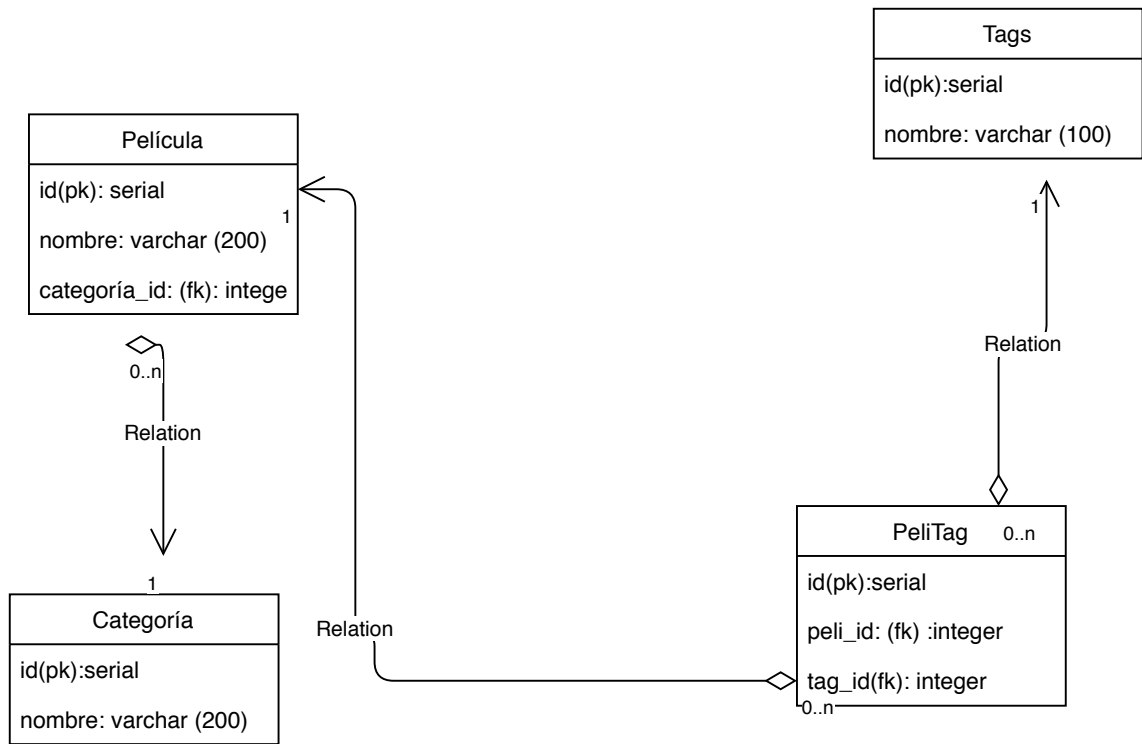 Tags
id(pk):serial
nombre: varchar (100)
1
Película
id(pk): serial
1
nombre: varchar (200)
categoría_id: (fk): intege
0..n
Relation
Relation
1
Categoría
id(pk):serial
nombre: varchar (200)
Relation
PeliTag
0..n
id(pk):serial
peli_id: (fk) :integer
tag_id(fk): integer
0..n